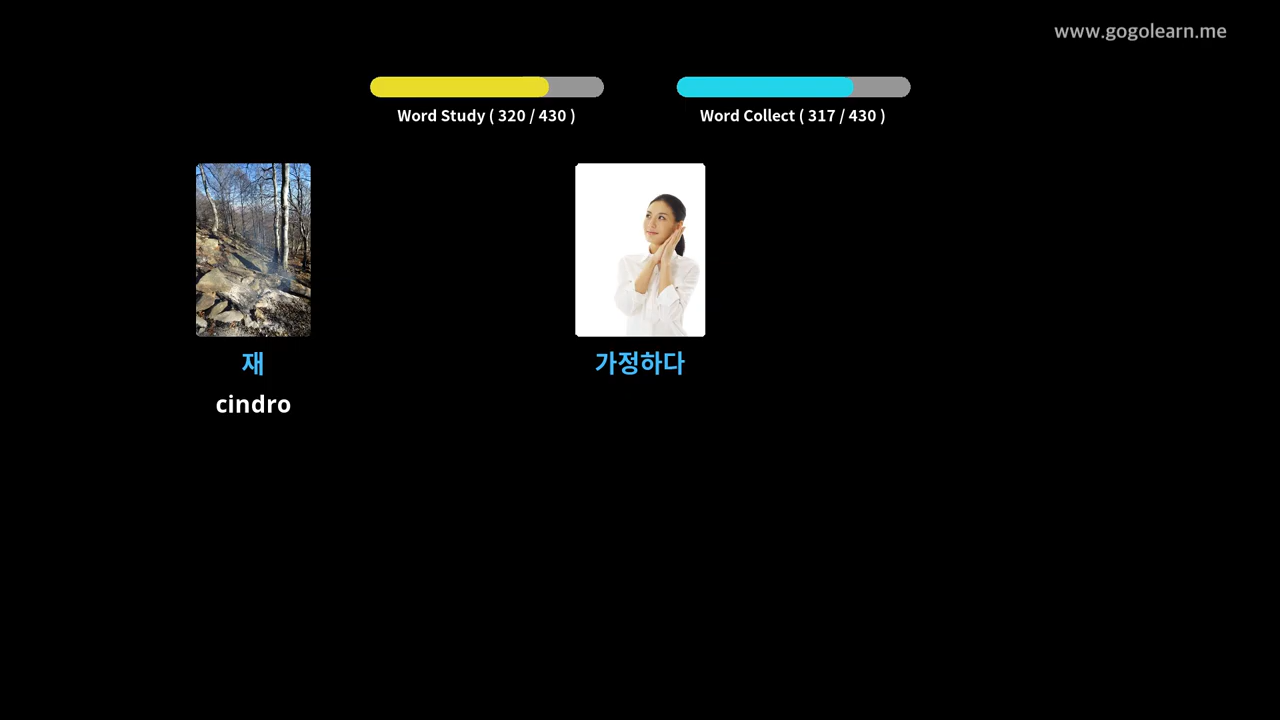 www.gogolearn.me
Word Study ( 320 / 430 )
Word Collect ( 317 / 430 )
재
cindro
가정하다